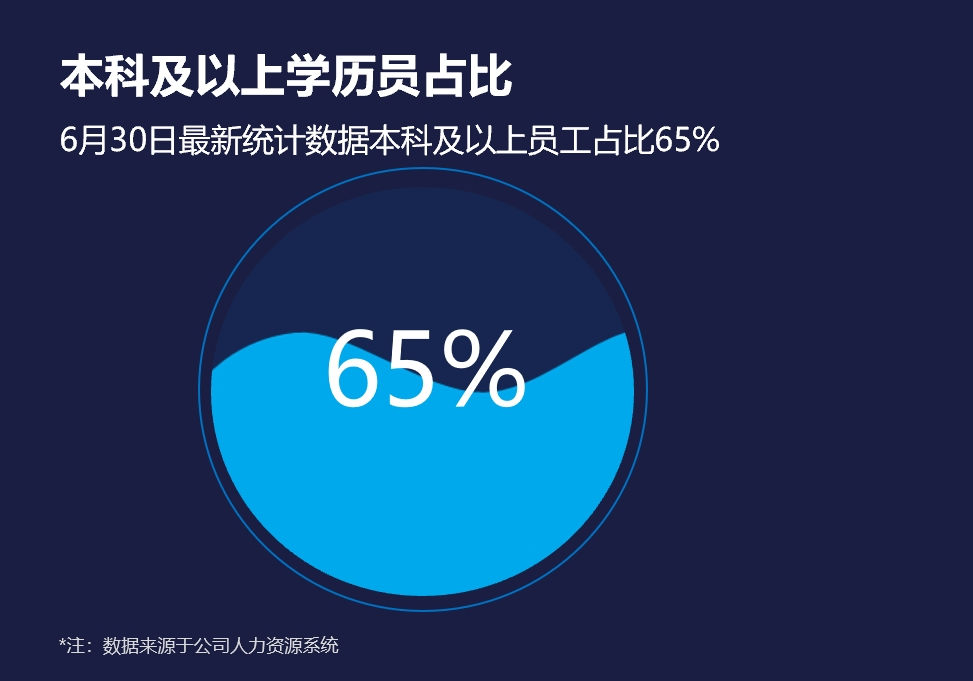 本科及以上学历员占比
6月30日最新统计数据本科及以上员工占比65%
65%
*注：数据来源于公司人力资源系统